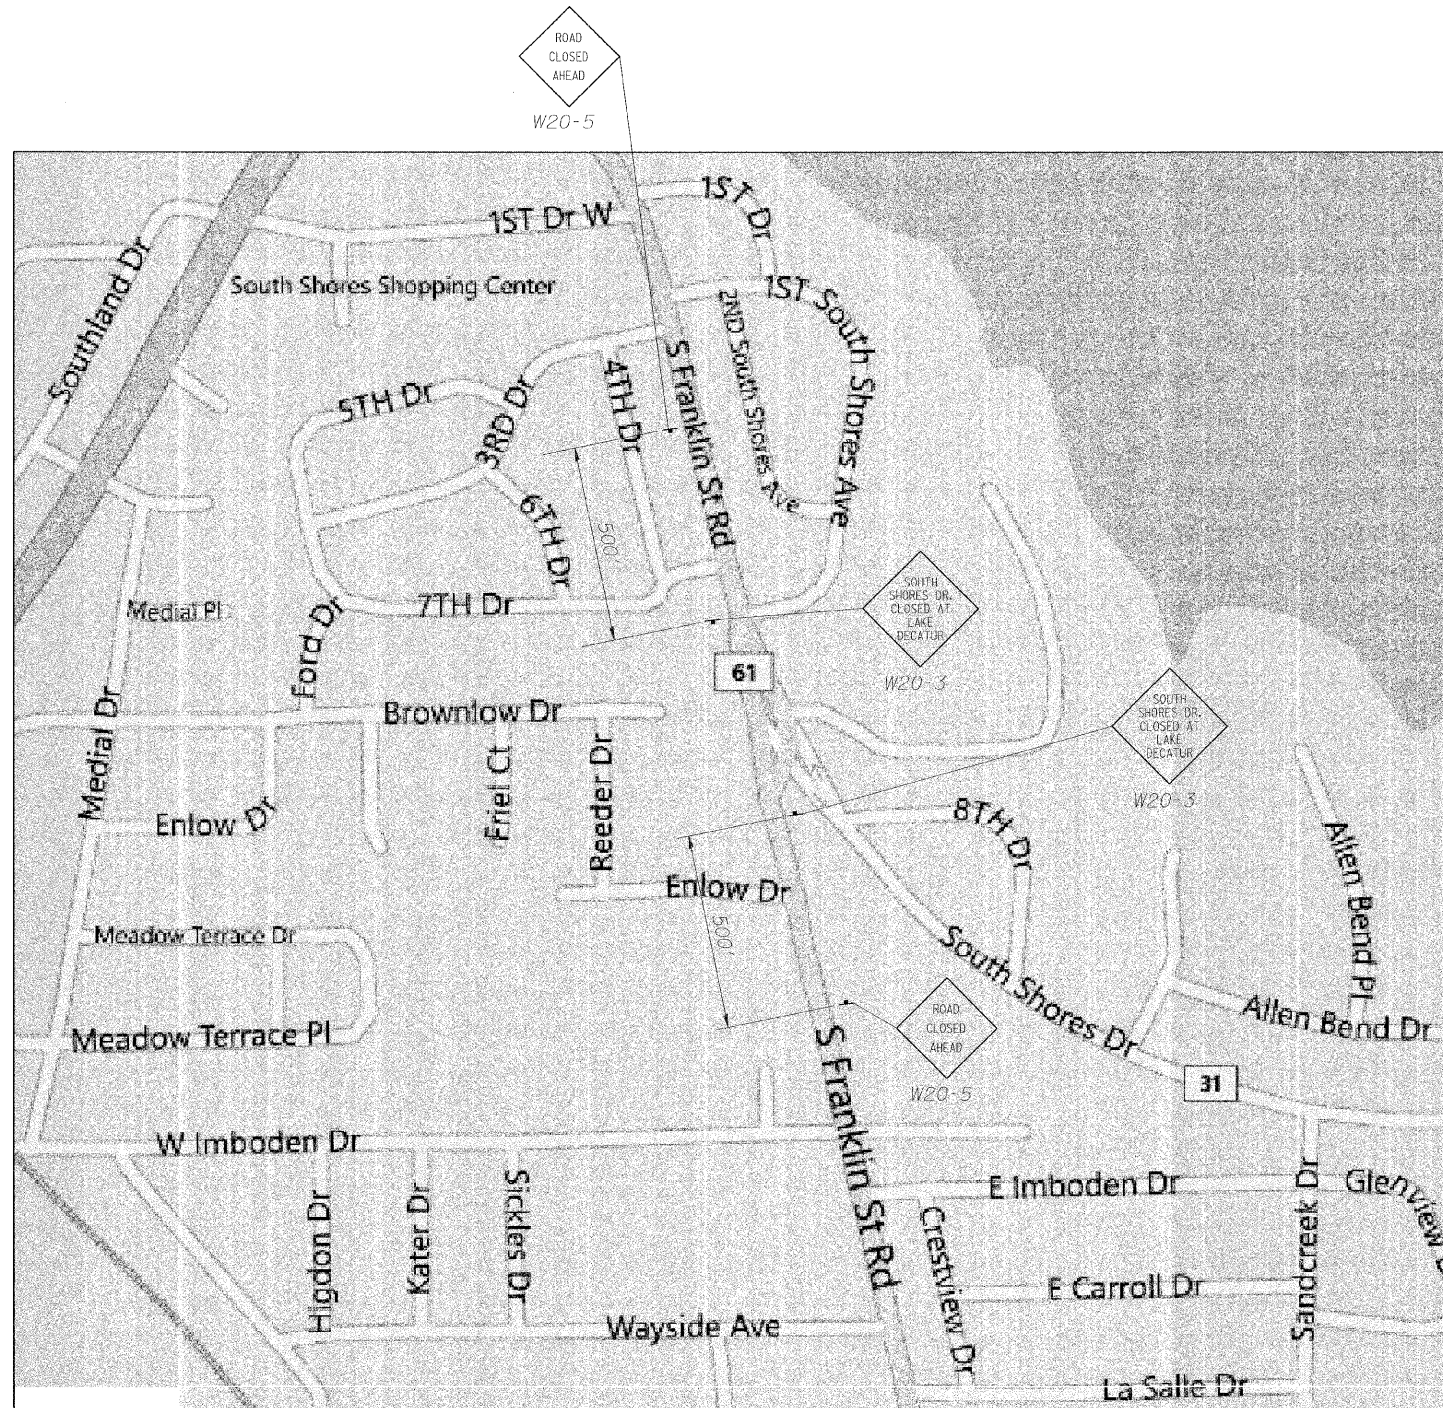 ROAD
CLOSED
AHEAD
W20-5
1ST Dr W
1ST Dr
Southland Dr
South Shores Shopping Center
1ST South Shores Ave
2ND South Shores Ave
S Franklin St Rd
4TH Dr
5TH Dr
3RD Dr
6TH Dr
500
7TH Dr
Medial Pl
Ford Dr
SOUTH
SHORES DR.
CLOSED AT
LAKE
DECATUR
W20-3
61
Medial Dr
Brownlow Dr
SOUTH
SHORES DR.
CLOSED AT
LAKE
DECATUR
W20-3
Friel Ct
Reeder Dr
Enlow Dr
8TH Dr
Allen Bend Pl
Enlow Dr
500
Meadow Terrace Dr
South Shores Dr
Meadow Terrace Pl
ROAD
CLOSED
AHEAD
W20-5
Allen Bend Dr
31
S Franklin St Rd
W Imboden Dr
E Imboden Dr
Glenview
Higdon Dr
Kater Dr
Sickles Dr
Crestview Dr
E Carroll Dr
Sandcreek Dr
Wayside Ave
La Salle Dr